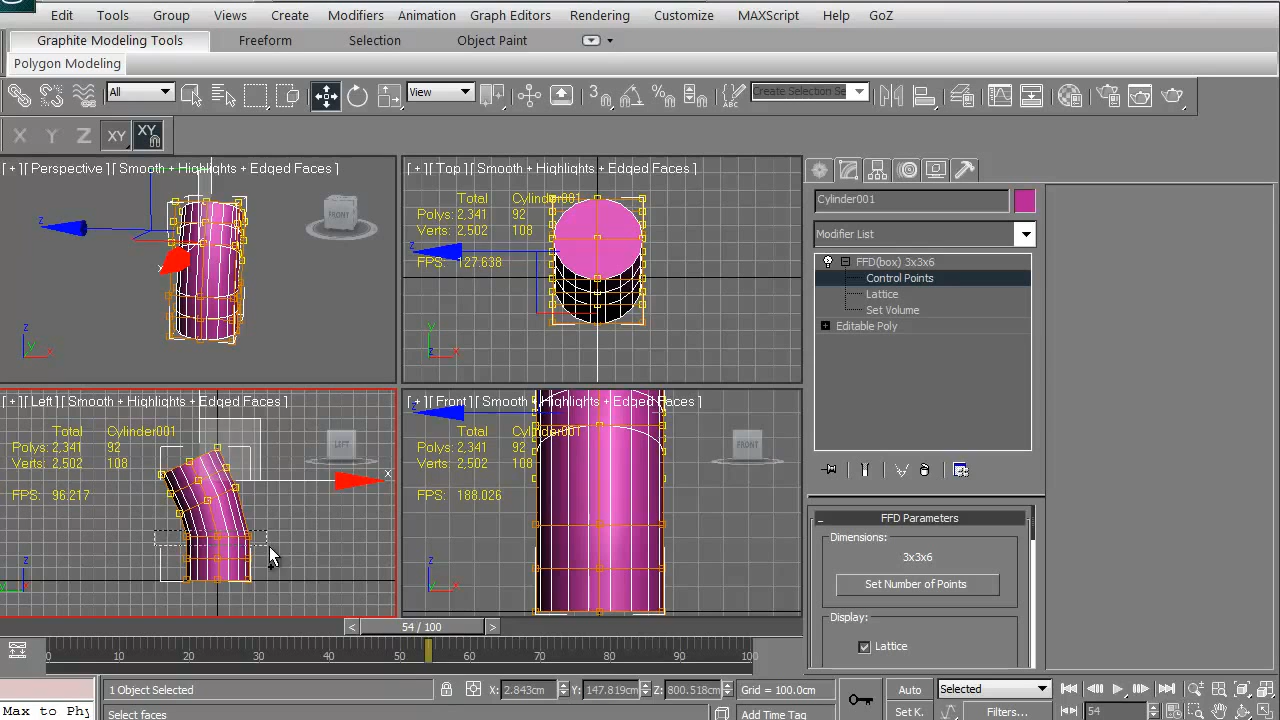 Edit Tools Group Views Create Modifiers Animation Graph Editors Rendering Customize MAXScript Help GoZ
Graphite Modeling Tools Freeform Selection Object Paint
Polygon Modeling
All View Create Selection Se
X Y Z XY XY
[ + ][ Perspective ][ Smooth + Highlights + Edged Faces ]
FRONT
z
x
z
y
x
[ + ][ Top ][ Smooth + Highlights + Edged Faces ]
Total Cylinder001
Polys: 2,341 92
Verts: 2,502 108
FPS: 127.638
z
y
z
x
[ + ][ Left ][ Smooth + Highlights + Edged Faces ]
Total Cylinder001
Polys: 2,341 92
Verts: 2,502 108
FPS: 96.217
LEFT
x
z
y
[ + ][ Front ][ Smooth + Highlights + Edged Faces ]
Total Cylinder001
Polys: 2,341 92
Verts: 2,502 108
FPS: 188.026
FRONT
z
z
x
Cylinder001
Modifier List
FFD(box) 3x3x6
Control Points
Lattice
Set Volume
Editable Poly
FFD Parameters
Dimensions:
3x3x6
Set Number of Points
Display:
Lattice
< 54 / 100 >
0 10 20 30 40 50 60 70 80 90 100
1 Object Selected X: 2.843cm Y: 147.819cm Z: 800.518cm Grid = 100.0cm Auto Selected
Max to Phy Select faces Add Time Tag Set K. Filters... 54